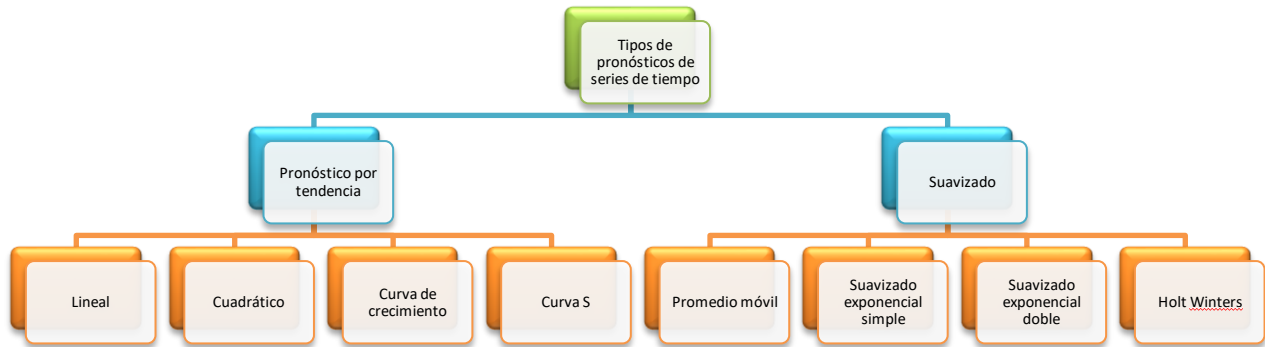 Tipos de
pronósticos de
series de tiempo
Pronóstico por
tendencia
Suavizado
Lineal
Cuadrático
Curva de
crecimiento
Curva S
Promedio móvil
Suavizado
exponencial
simple
Suavizado
exponencial
doble
Holt Winters